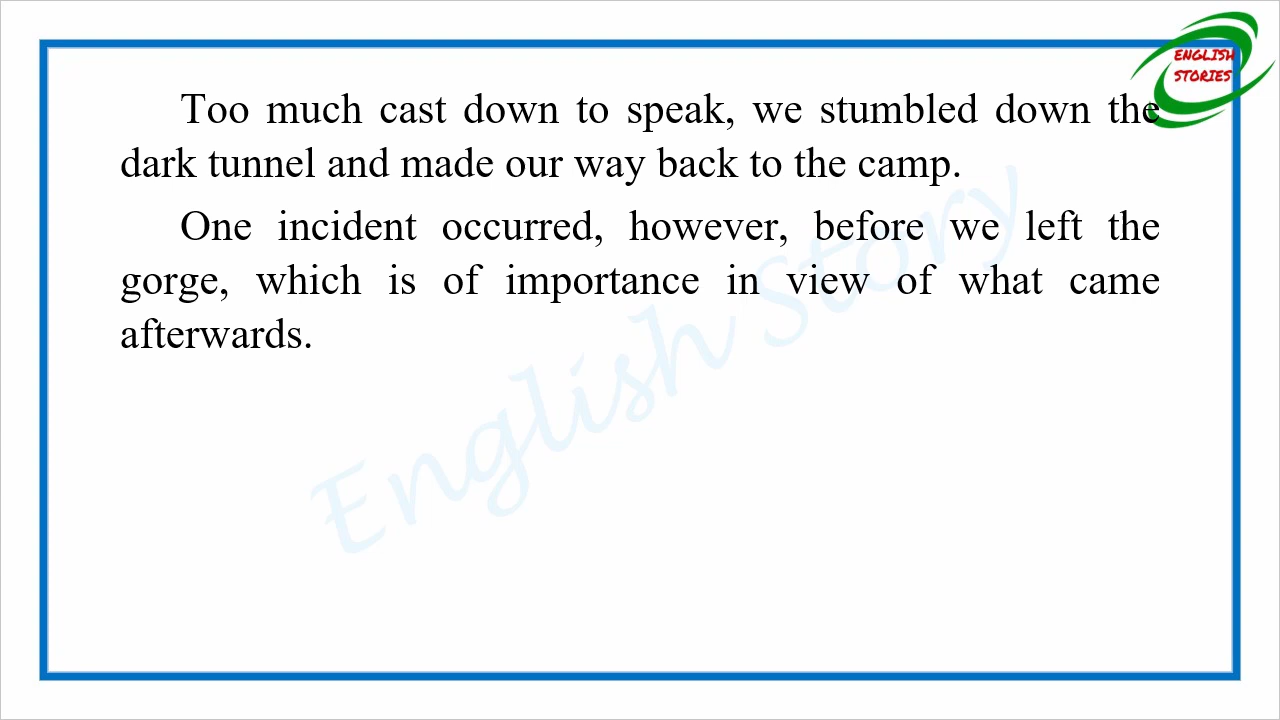 ENGLISH
STORIES
Too much cast down to speak, we stumbled down the
dark tunnel and made our way back to the camp.
One incident occurred, however, before we left the
gorge, which is of importance in view of what came
afterwards.
English Story